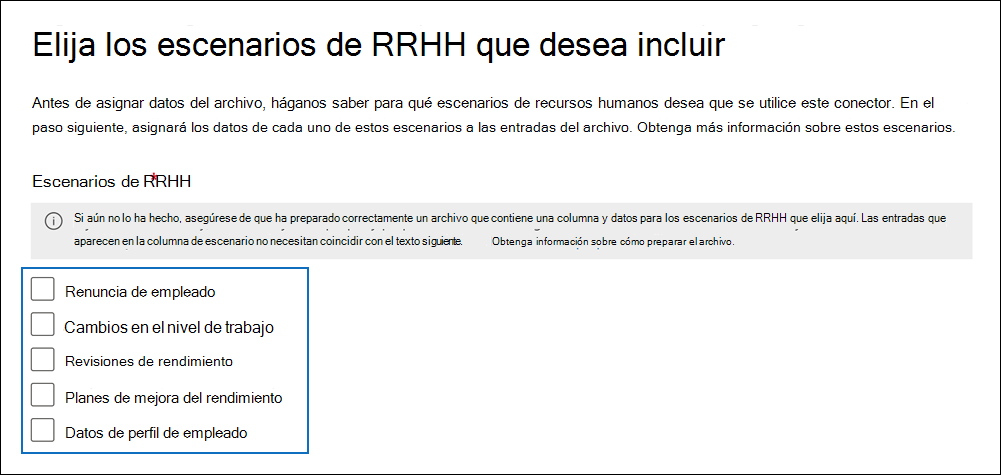 Elija los escenarios de RRHH que desea incluir
Antes de asignar datos del archivo, háganos saber para qué escenarios de recursos humanos desea que se utilice este conector. En el
paso siguiente, asignará los datos de cada uno de estos escenarios a las entradas del archivo. Obtenga más información sobre estos escenarios.
Escenarios de RRHH*
Si aún no lo ha hecho, asegúrese de que ha preparado correctamente un archivo que contiene una columna y datos para los escenarios de RRHH que elija aquí. Las entradas que
aparecen en la columna de escenario no necesitan coincidir con el texto siguiente. Obtenga información sobre cómo preparar el archivo.
Renuncia de empleado
Cambios en el nivel de trabajo
Revisiones de rendimiento
Planes de mejora del rendimiento
Datos de perfil de empleado